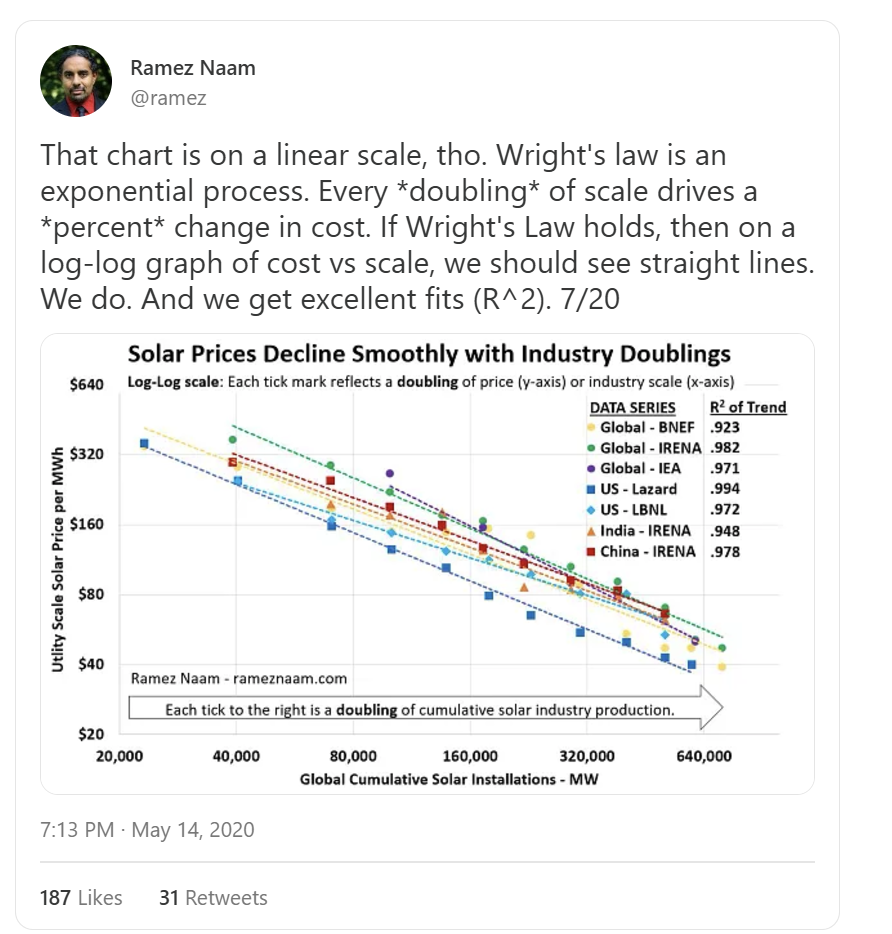 Ramez Naam
@ramez
That chart is on a linear scale, tho. Wright's law is an
exponential process. Every *doubling* of scale drives a
*percent* change in cost. If Wright's Law holds, then on a
log-log graph of cost vs scale, we should see straight lines.
We do. And we get excellent fits (R^2). 7/20
Solar Prices Decline Smoothly with Industry Doublings
Log-Log scale: Each tick mark reflects a doubling of price (y-axis) or industry scale (x-axis)
DATA SERIES R² of Trend
Global - BNEF .923
Global - IRENA .982
Global - IEA .971
US - Lazard .994
US - LBNL .972
India - IRENA .948
China - IRENA .978
Utlity Scale Solar Price per MWh
$640
$320
$160
$80
$40
$20
Ramez Naam - rameznaam.com
Each tick to the right is a doubling of cumulative solar industry production.
20,000 40,000 80,000 160,000 320,000 640,000
Global Cumulative Solar Installations - MW
7:13 PM · May 14, 2020
187 Likes 31 Retweets